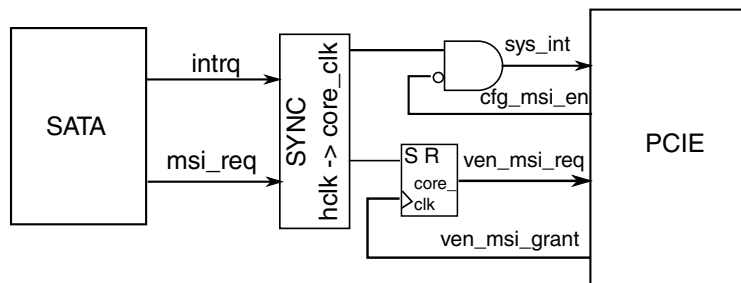 SATA
intrq
msi_req
SYNC
hclk -> core_clk
sys_int
cfg_msi_en
S R
core_
clk
ven_msi_req
ven_msi_grant
PCIE